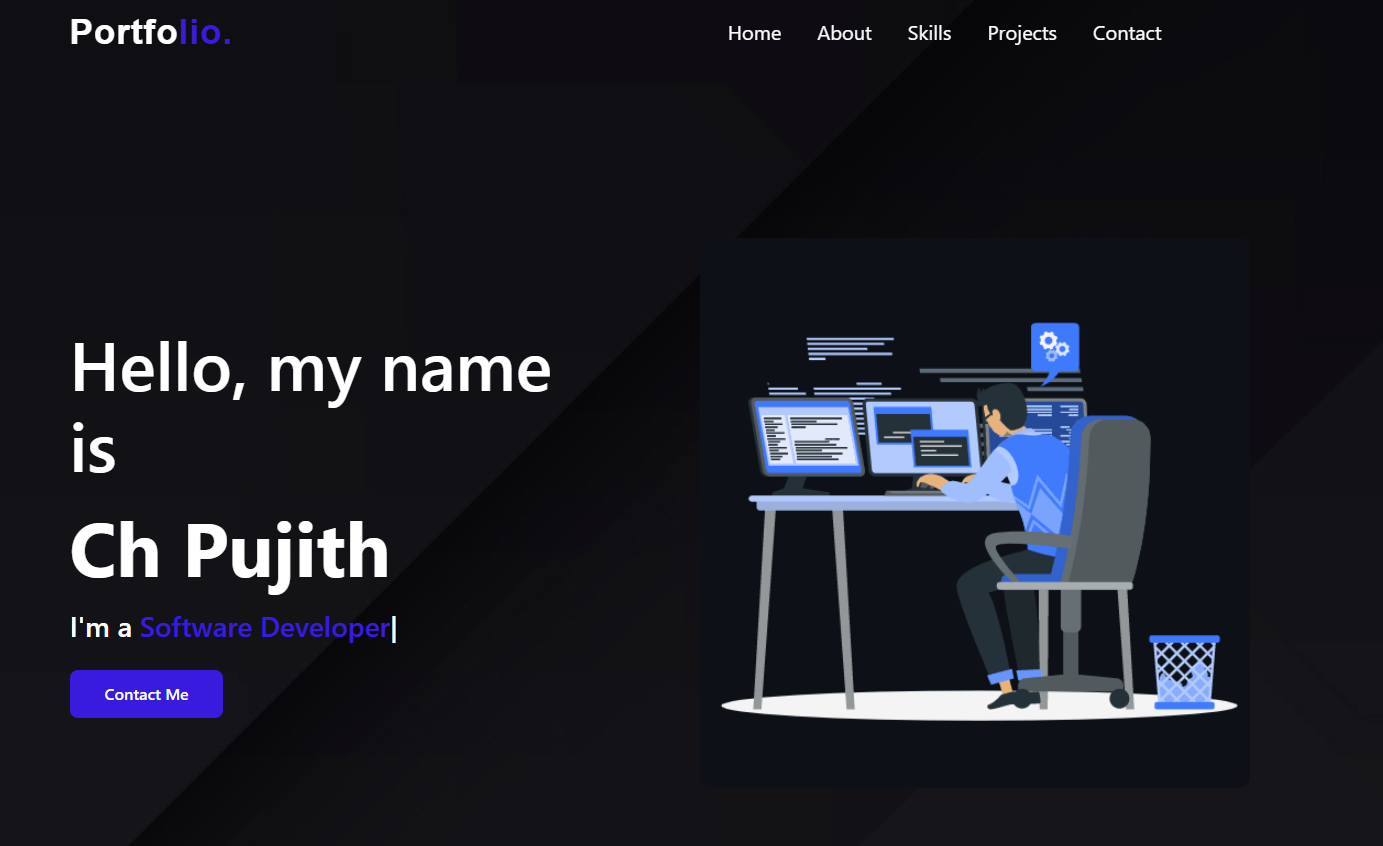 Portfolio.
Home About Skills Projects Contact
Hello, my name
is
Ch Pujith
I'm a Software Developer|
Contact Me